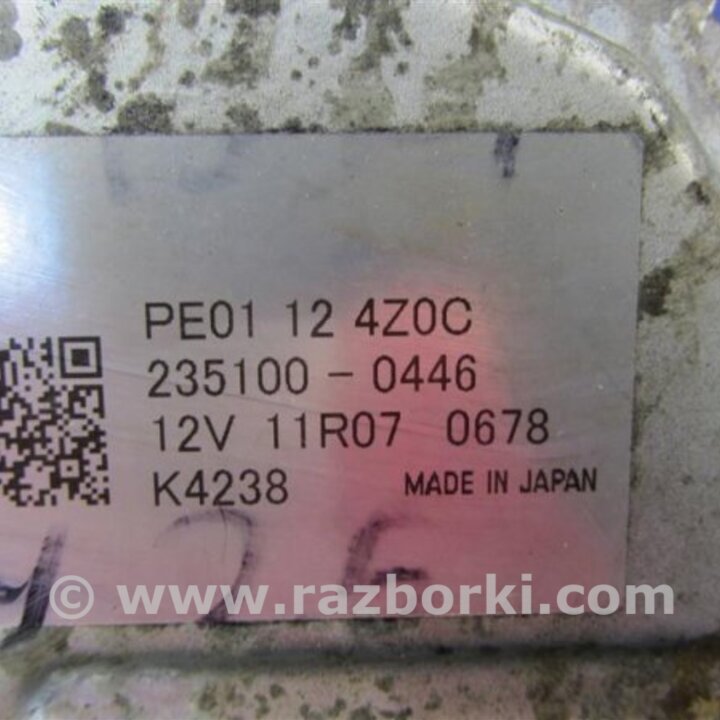 PE01 12 4Z0C
235100-0446
12V 11R07 0678
K4238 MADE IN JAPAN
© www.razborki.com